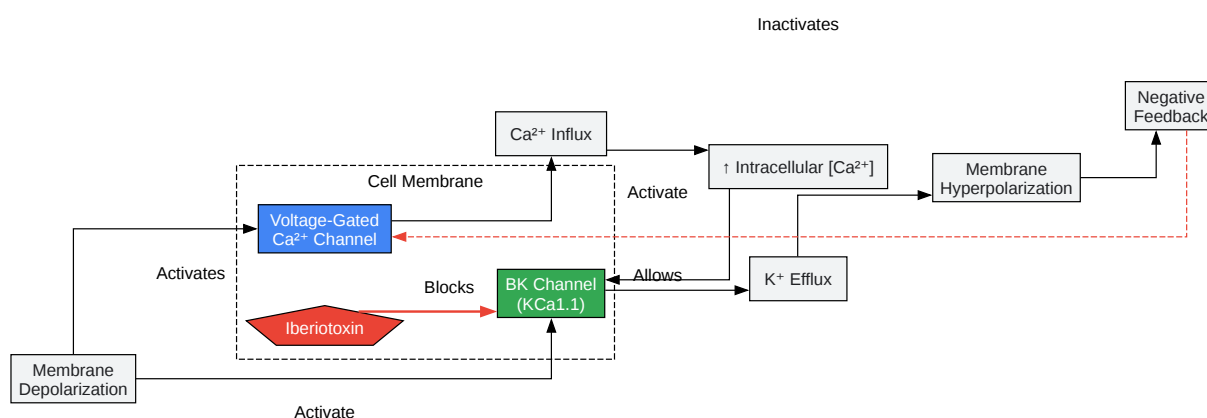 Inactivates
Negative
Feedback
Ca²⁺ Influx
↑ Intracellular [Ca²⁺]
Membrane
Hyperpolarization
Cell Membrane
Activate
Voltage-Gated
Ca²⁺ Channel
Activates
Blocks
BK Channel
(KCa1.1)
Allows
K⁺ Efflux
Iberiotoxin
Membrane
Depolarization
Activate